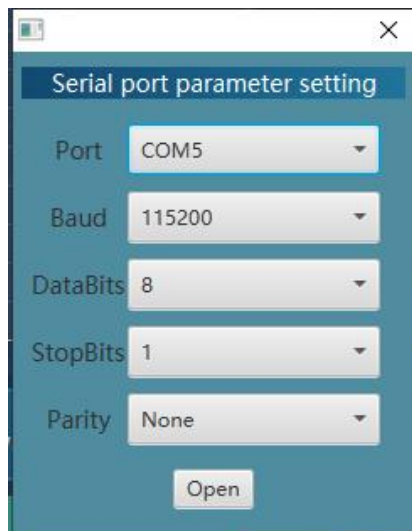 Serial port parameter setting
Port COM5
Baud 115200
DataBits 8
StopBits 1
Parity None
Open